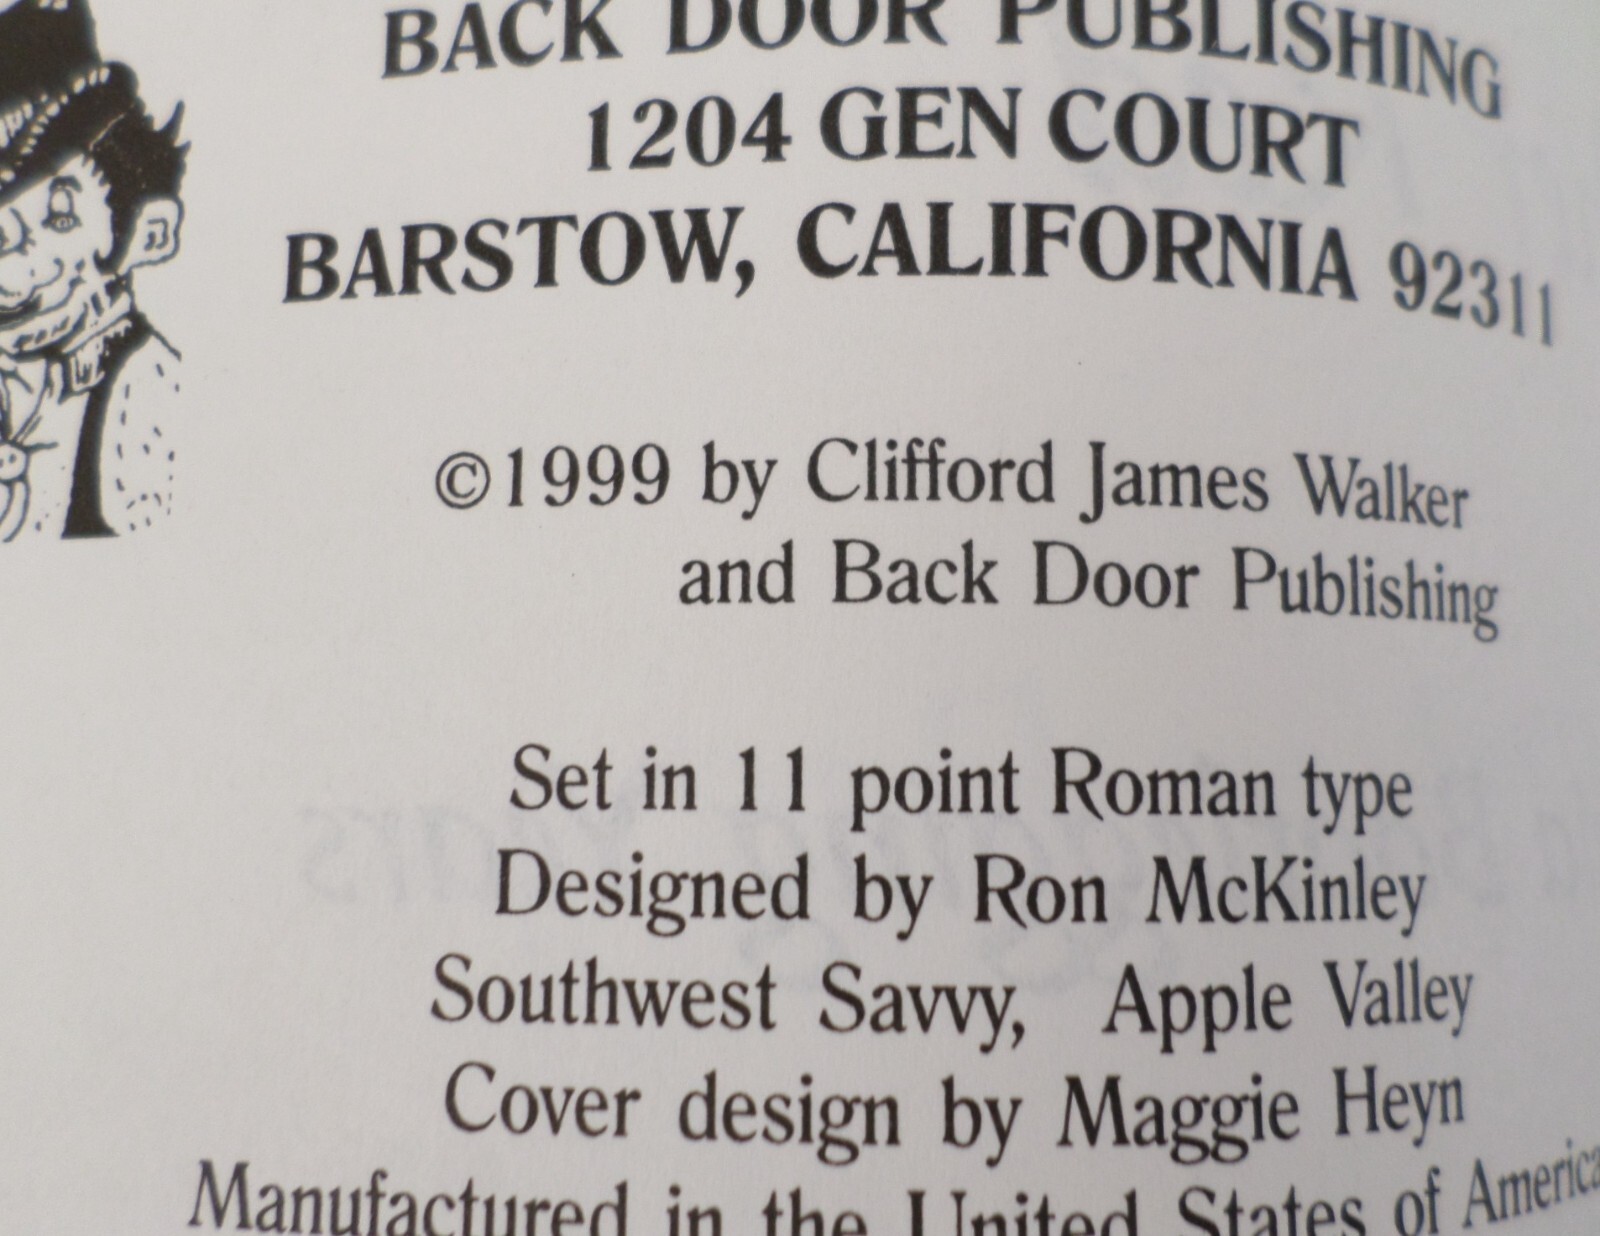 BACK DOOR PUBLISHING
1204 GEN COURT
BARSTOW, CALIFORNIA 92311
©1999 by Clifford James Walker
and Back Door Publishing
Set in 11 point Roman type
Designed by Ron McKinley
Southwest Savvy, Apple Valley
Cover design by Maggie Heyn
Manufactured in the United States of America